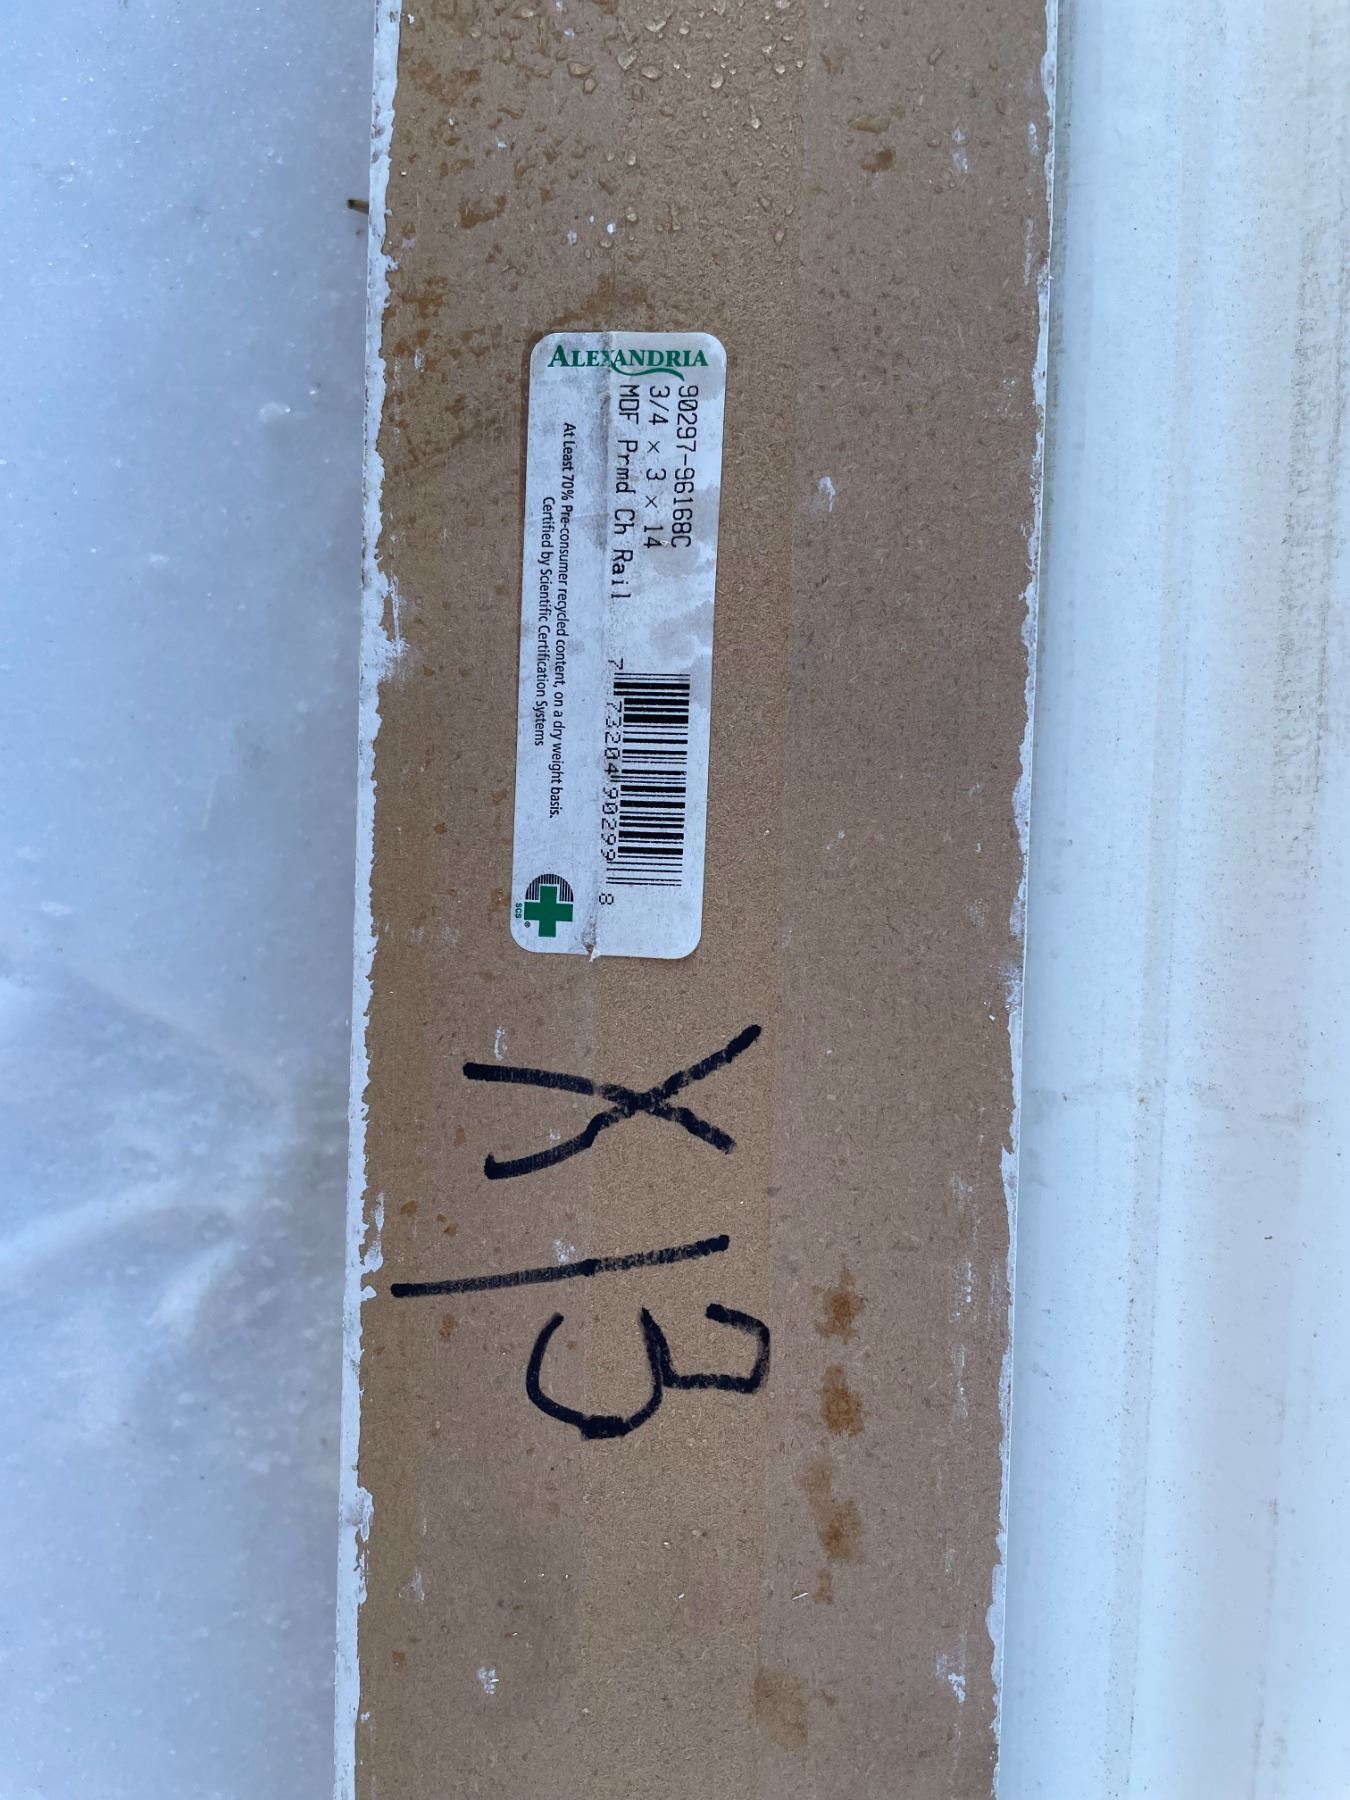 ALEXANDRIA
90297-96168C
3/4 x 3 x 14
MDF Prmd Ch Rail
7 73204 90299 8
At Least 70% Pre-consumer recycled content, on a dry weight basis.
Certified by Scientific Certification Systems
SCS®
X13